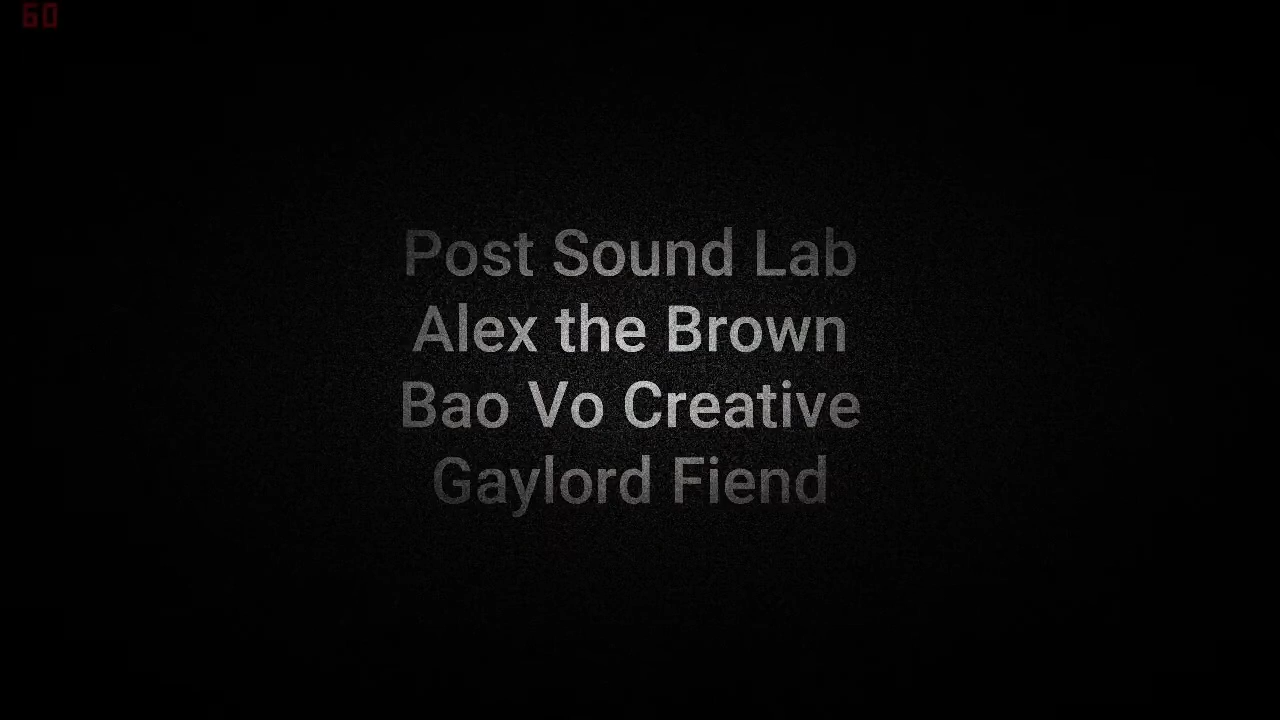 60
Post Sound Lab
Alex the Brown
Bao Vo Creative
Gaylord Fiend